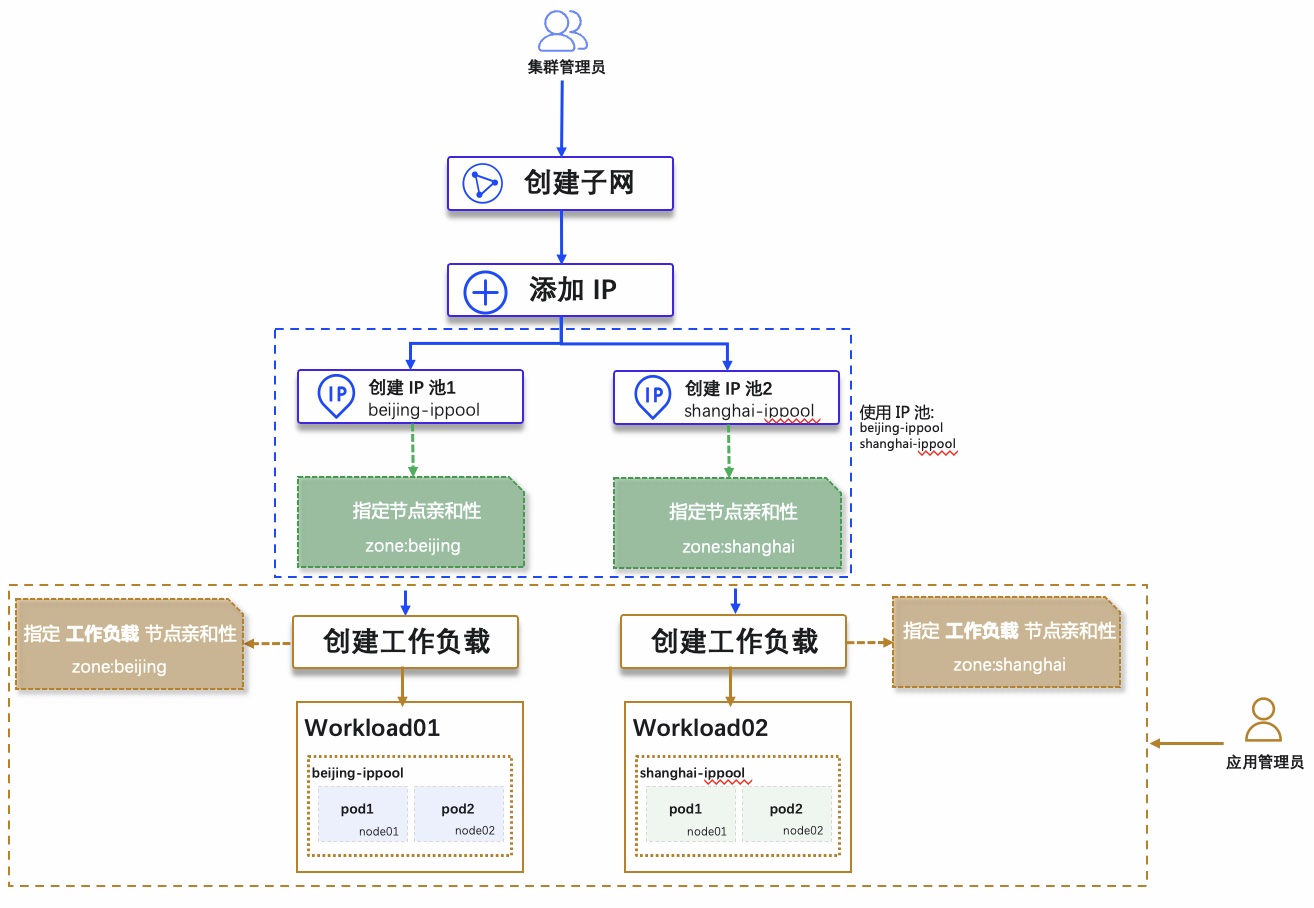 集群管理员
创建子网
添加 IP
创建 IP 池1
beijing-ippool
创建 IP 池2
shanghai-ippool
使用 IP 池:
beijing-ippool
shanghai-ippool
指定节点亲和性
zone:beijing
指定节点亲和性
zone:shanghai
指定 工作负载 节点亲和性
zone:beijing
创建工作负载
创建工作负载
指定 工作负载 节点亲和性
zone:shanghai
Workload01
beijing-ippool
pod1
node01
pod2
node02
Workload02
shanghai-ippool
pod1
node01
pod2
node02
应用管理员